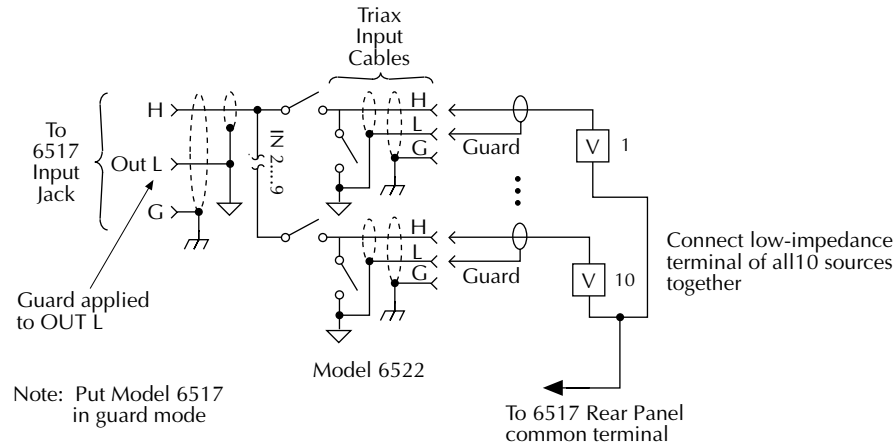 Triax
Input
Cables
H
L
G
Guard
V 1
To
6517
Input
Jack
H
Out L
G
IN 2....9
H
L
G
Guard
V 10
Connect low-impedance
terminal of all10 sources
together
Guard applied
to OUT L
Model 6522
Note: Put Model 6517
in guard mode
To 6517 Rear Panel
common terminal